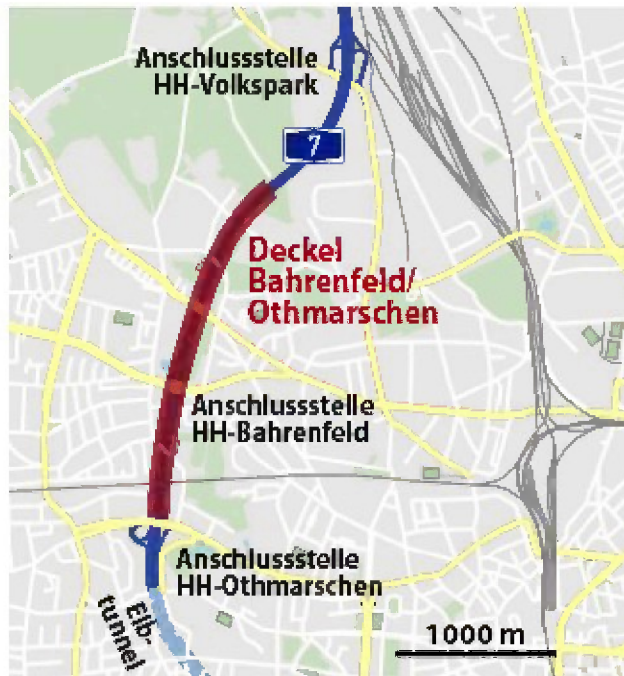 Anschlussstelle
HH-Volkspark
7
Deckel
Bahrenfeld/
Othmarschen
Anschlussstelle
HH-Bahrenfeld
Anschlussstelle
HH-Othmarschen
Elb-
tunnel
1000 m